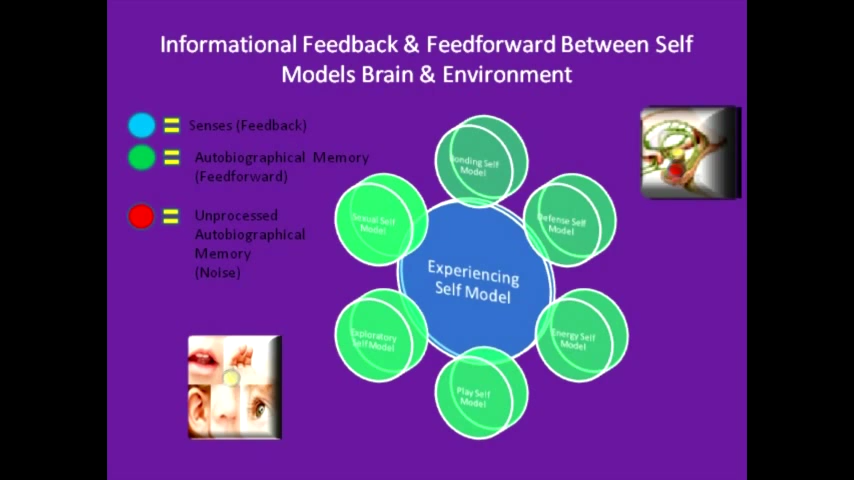 Informational Feedback & Feedforward Between Self
Models Brain & Environment
= Senses (Feedback)
= Autobiographical Memory
(Feedforward)
= Unprocessed
Autobiographical
Memory
(Noise)
Bonding Self
Model
Defense Self
Model
Energy Self
Model
Play Self
Model
Exploratory
Self Model
Sexual Self
Model
Experiencing
Self Model